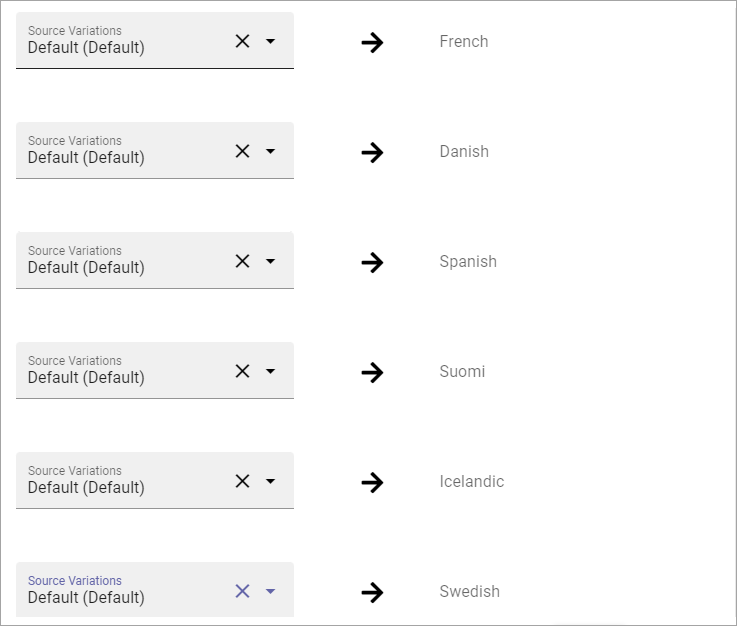 Source Variations
Default (Default)
French
Source Variations
Default (Default)
Danish
Source Variations
Default (Default)
Spanish
Source Variations
Default (Default)
Suomi
Source Variations
Default (Default)
Icelandic
Source Variations
Default (Default)
Swedish